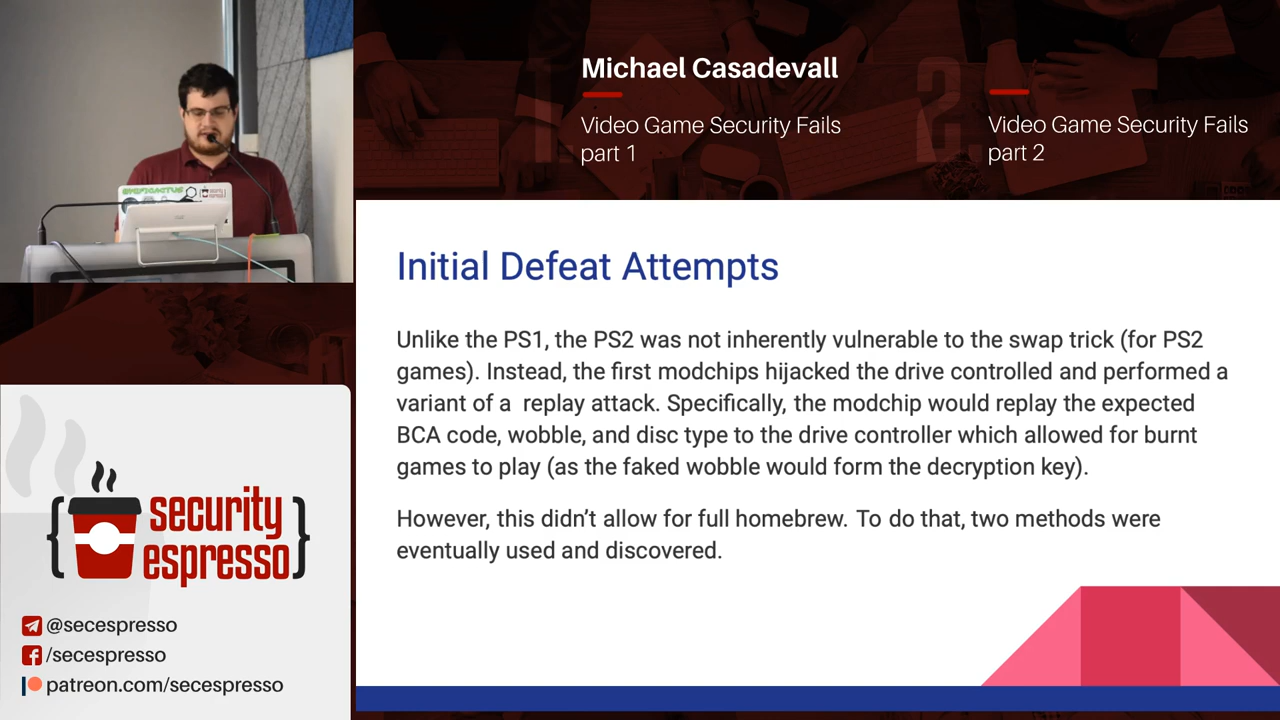 Michael Casadevall
Video Game Security Fails
part 1
Video Game Security Fails
part 2
Initial Defeat Attempts
Unlike the PS1, the PS2 was not inherently vulnerable to the swap trick (for PS2
games). Instead, the first modchips hijacked the drive controlled and performed a
variant of a  replay attack. Specifically, the modchip would replay the expected
BCA code, wobble, and disc type to the drive controller which allowed for burnt
games to play (as the faked wobble would form the decryption key).
However, this didn’t allow for full homebrew. To do that, two methods were
eventually used and discovered.
security
espresso
@secespresso
/secespresso
patreon.com/secespresso